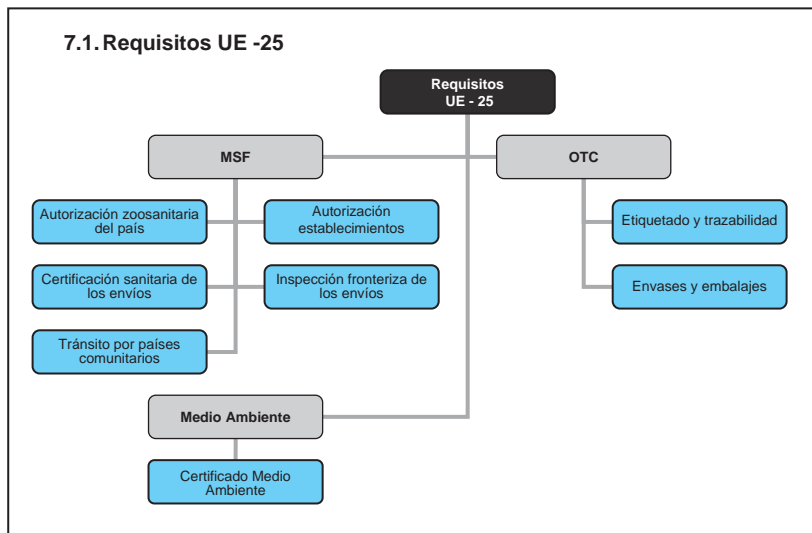 7.1. Requisitos UE -25
Requisitos
UE - 25
MSF
OTC
Autorización zoosanitaria
del país
Autorización
establecimientos
Etiquetado y trazabilidad
Certificación sanitaria de
los envíos
Inspección fronteriza de
los envíos
Envases y embalajes
Tránsito por países
comunitarios
Medio Ambiente
Certificado Medio
Ambiente